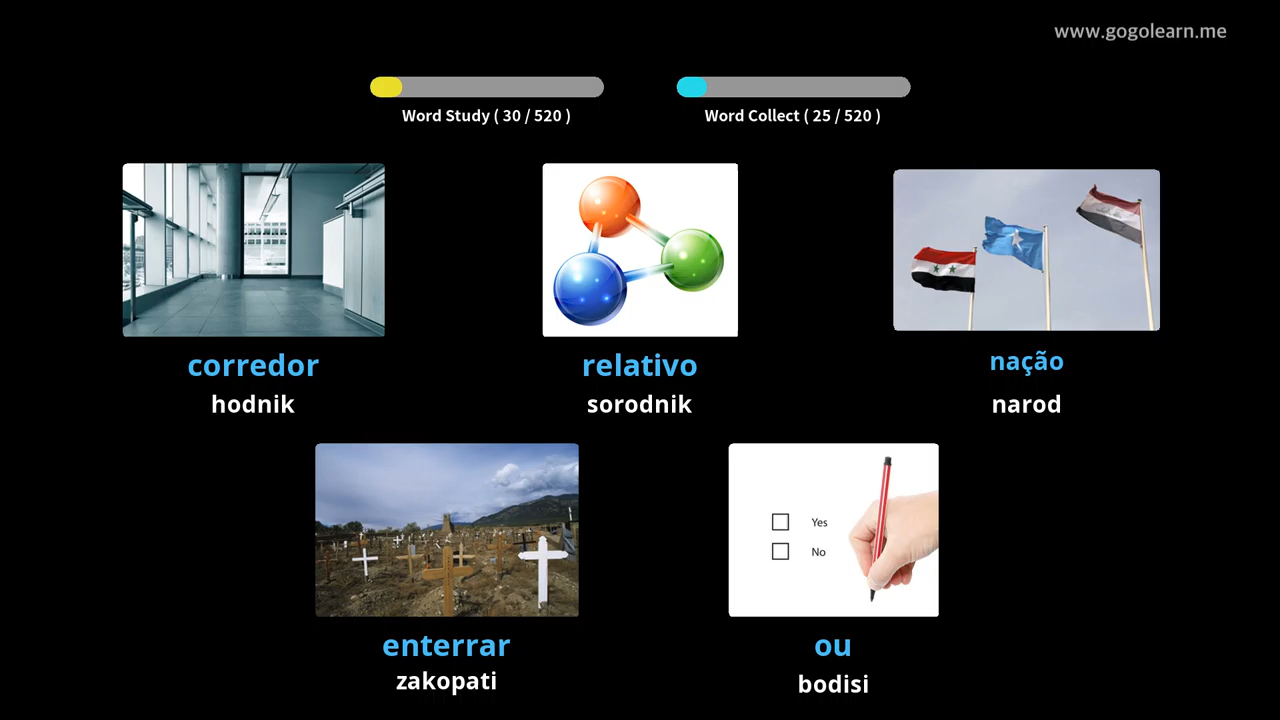 www.gogolearn.me
Word Study ( 30 / 520 )
Word Collect ( 25 / 520 )
corredor
hodnik
relativo
sorodnik
nação
narod
Yes
No
enterrar
zakopati
ou
bodisi